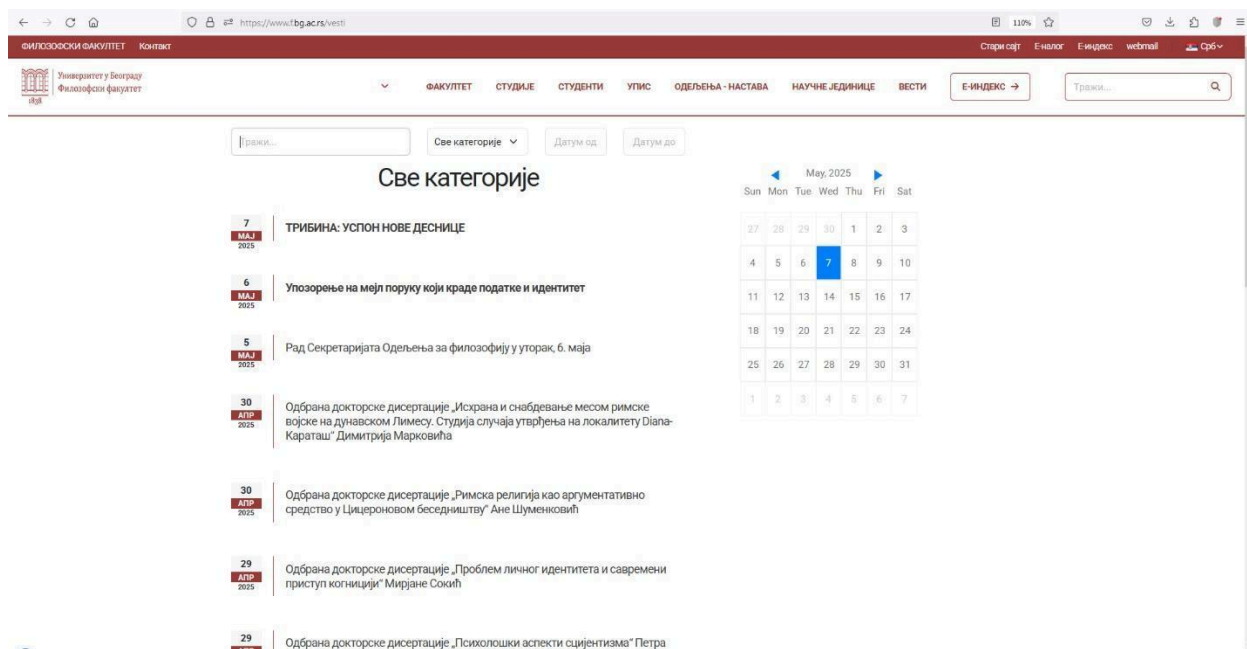 https://www.f.bg.ac.rs/vesti
110%
ФИЛОЗОФСКИ ФАКУЛТЕТ Контакт
Стари сајт Е-налог Е-индекс webmail Срб
Универзитет у Београду
Филозофски факултет
1838
ФАКУЛТЕТ СТУДИЈЕ СТУДЕНТИ УПИС ОДЕЉЕЊА - НАСТАВА НАУЧНЕ ЈЕДИНИЦЕ ВЕСТИ Е-ИНДЕКС → Тражи...
Тражи... Све категорије Датум од Датум до
Све категорије
7
МАЈ
2025
ТРИБИНА: УСПОН НОВЕ ДЕСНИЦЕ
6
МАЈ
2025
Упозорење на мејл поруку који краде податке и идентитет
5
МАЈ
2025
Рад Секретаријата Одељења за филозофију у уторак, 6. маја
30
АПР
2025
Одбрана докторске дисертације „Исхрана и снабдевање месом римске
војске на дунавском Лимесу. Студија случаја утврђења на локалитету Diana-
Караташ“ Димитрија Марковића
30
АПР
2025
Одбрана докторске дисертације „Римска религија као аргументативно
средство у Цицероновом беседништву“ Ане Шуменковић
29
АПР
2025
Одбрана докторске дисертације „Проблем личног идентитета и савремени
приступ когницији“ Мирјане Сокић
29
Одбрана докторске дисертације „Психолошки аспекти сцијентизма“ Петра
May, 2025
Sun Mon Tue Wed Thu Fri Sat
27 28 29 30 1 2 3
4 5 6 7 8 9 10
11 12 13 14 15 16 17
18 19 20 21 22 23 24
25 26 27 28 29 30 31
1 2 3 4 5 6 7